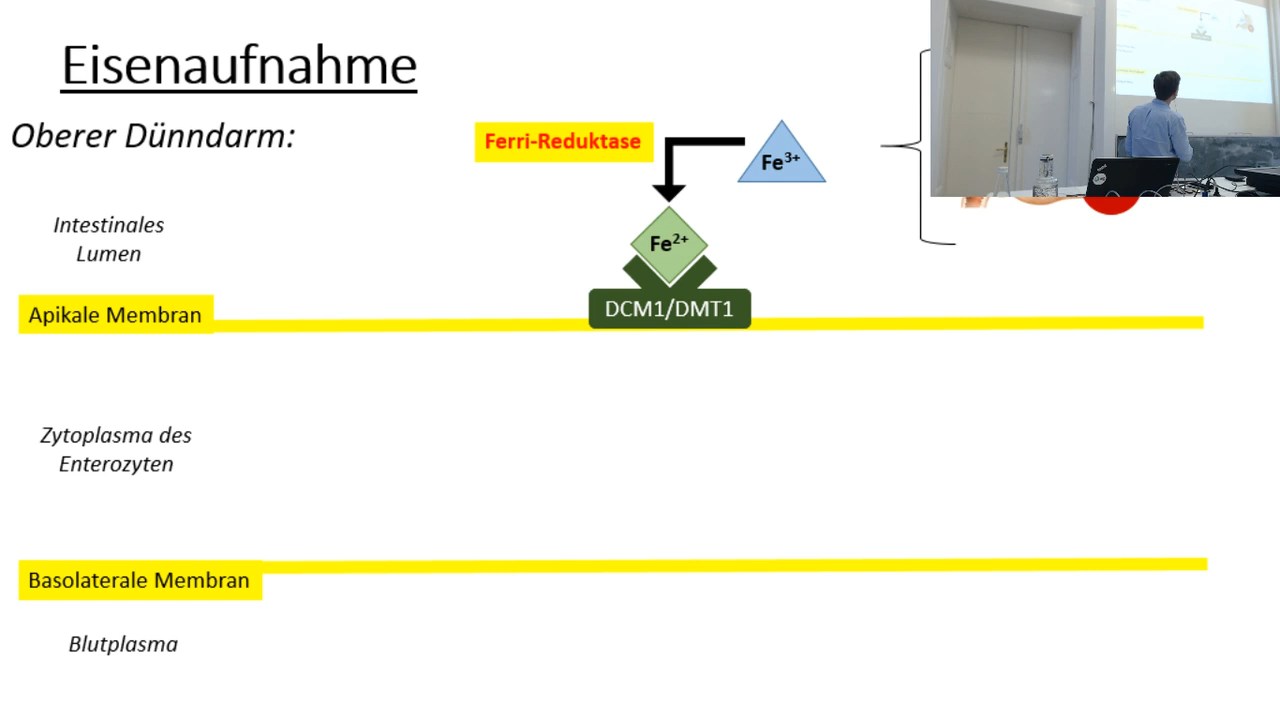 Eisenaufnahme
Oberer Dünndarm:
Ferri-Reduktase
Fe³⁺
Intestinales
Lumen
Fe²⁺
Apikale Membran
DCM1/DMT1
Zytoplasma des
Enterozyten
Basolaterale Membran
Blutplasma